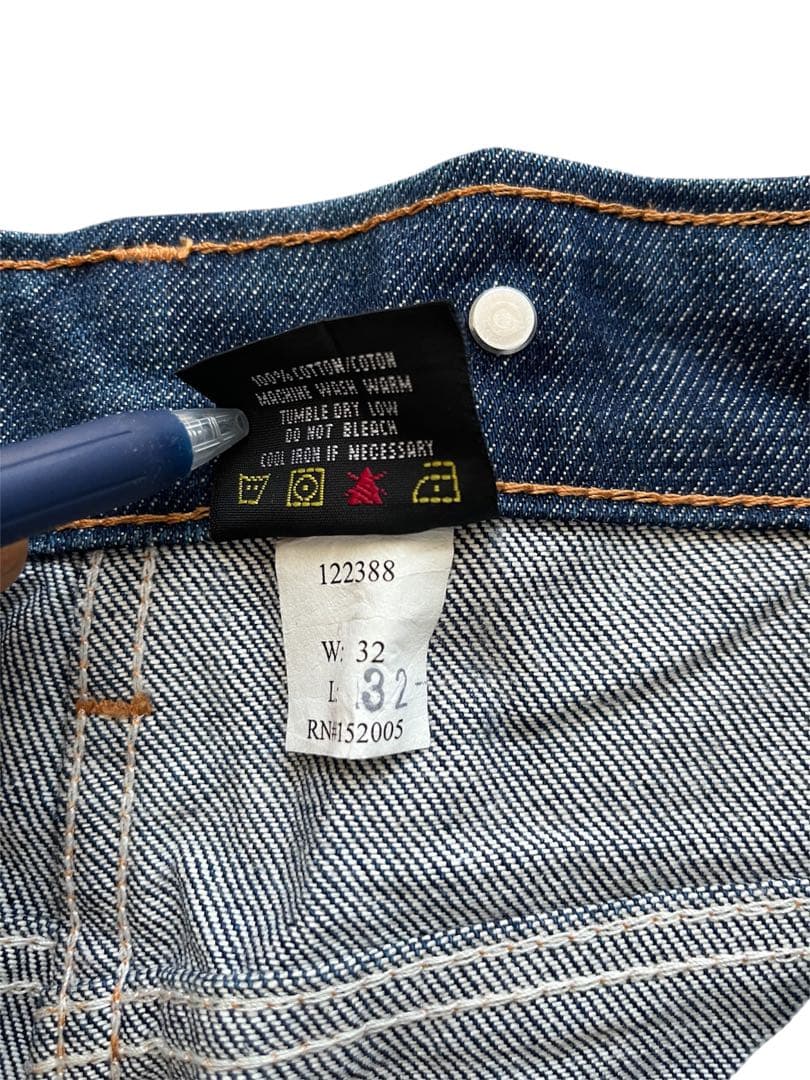 100% COTTON/COTON
MACHINE WASH WARM
TUMBLE DRY LOW
DO NOT BLEACH
COOL IRON IF NECESSARY
122388
W: 32
L: 32
RN#152005